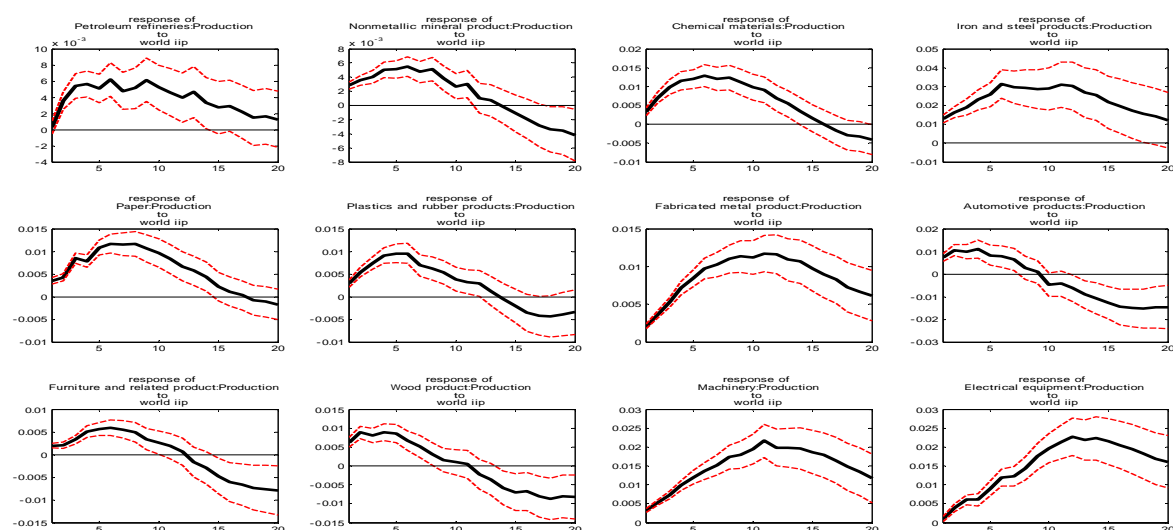 response of
Petroleum refineries:Production
to
world iip
x 10⁻³
10
8
6
4
2
0
-2
-4
5
10
15
20
response of
Nonmetallic mineral product:Production
to
world iip
x 10⁻³
8
6
4
2
0
-2
-4
-6
-8
5
10
15
20
response of
Chemical materials:Production
to
world iip
0.02
0.015
0.01
0.005
0
-0.005
-0.01
5
10
15
20
response of
Iron and steel products:Production
to
world iip
0.05
0.04
0.03
0.02
0.01
0
-0.01
5
10
15
20
response of
Paper:Production
to
world iip
0.015
0.01
0.005
0
-0.005
-0.01
5
10
15
20
response of
Plastics and rubber products:Production
to
world iip
0.015
0.01
0.005
0
-0.005
-0.01
5
10
15
20
response of
Fabricated metal product:Production
to
world iip
0.015
0.01
0.005
0
5
10
15
20
response of
Automotive products:Production
to
world iip
0.02
0.01
0
-0.01
-0.02
-0.03
5
10
15
20
response of
Furniture and related product:Production
to
world iip
0.01
0.005
0
-0.005
-0.01
-0.015
5
10
15
20
response of
Wood product:Production
to
world iip
0.015
0.01
0.005
0
-0.005
-0.01
-0.015
5
10
15
20
response of
Machinery:Production
to
world iip
0.03
0.025
0.02
0.015
0.01
0.005
0
5
10
15
20
response of
Electrical equipment:Production
to
world iip
0.03
0.025
0.02
0.015
0.01
0.005
0
5
10
15
20